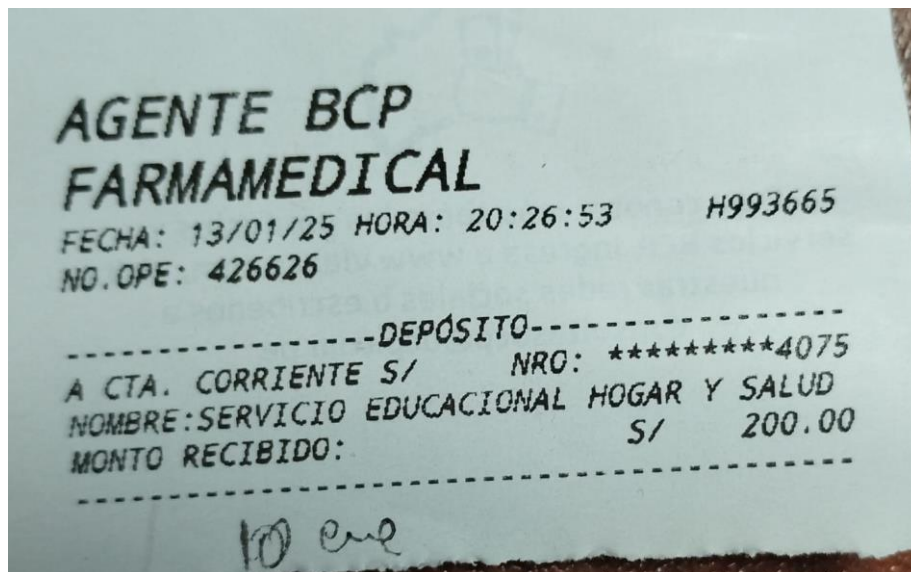 AGENTE BCP
FARMAMEDICAL
FECHA: 13/01/25 HORA: 20:26:53 H993665
NO.OPE: 426626
-----------------DEPÓSITO-----------------
A CTA. CORRIENTE S/ NRO: *********4075
NOMBRE:SERVICIO EDUCACIONAL HOGAR Y SALUD
MONTO RECIBIDO: S/ 200.00
------------------------------------------
ene